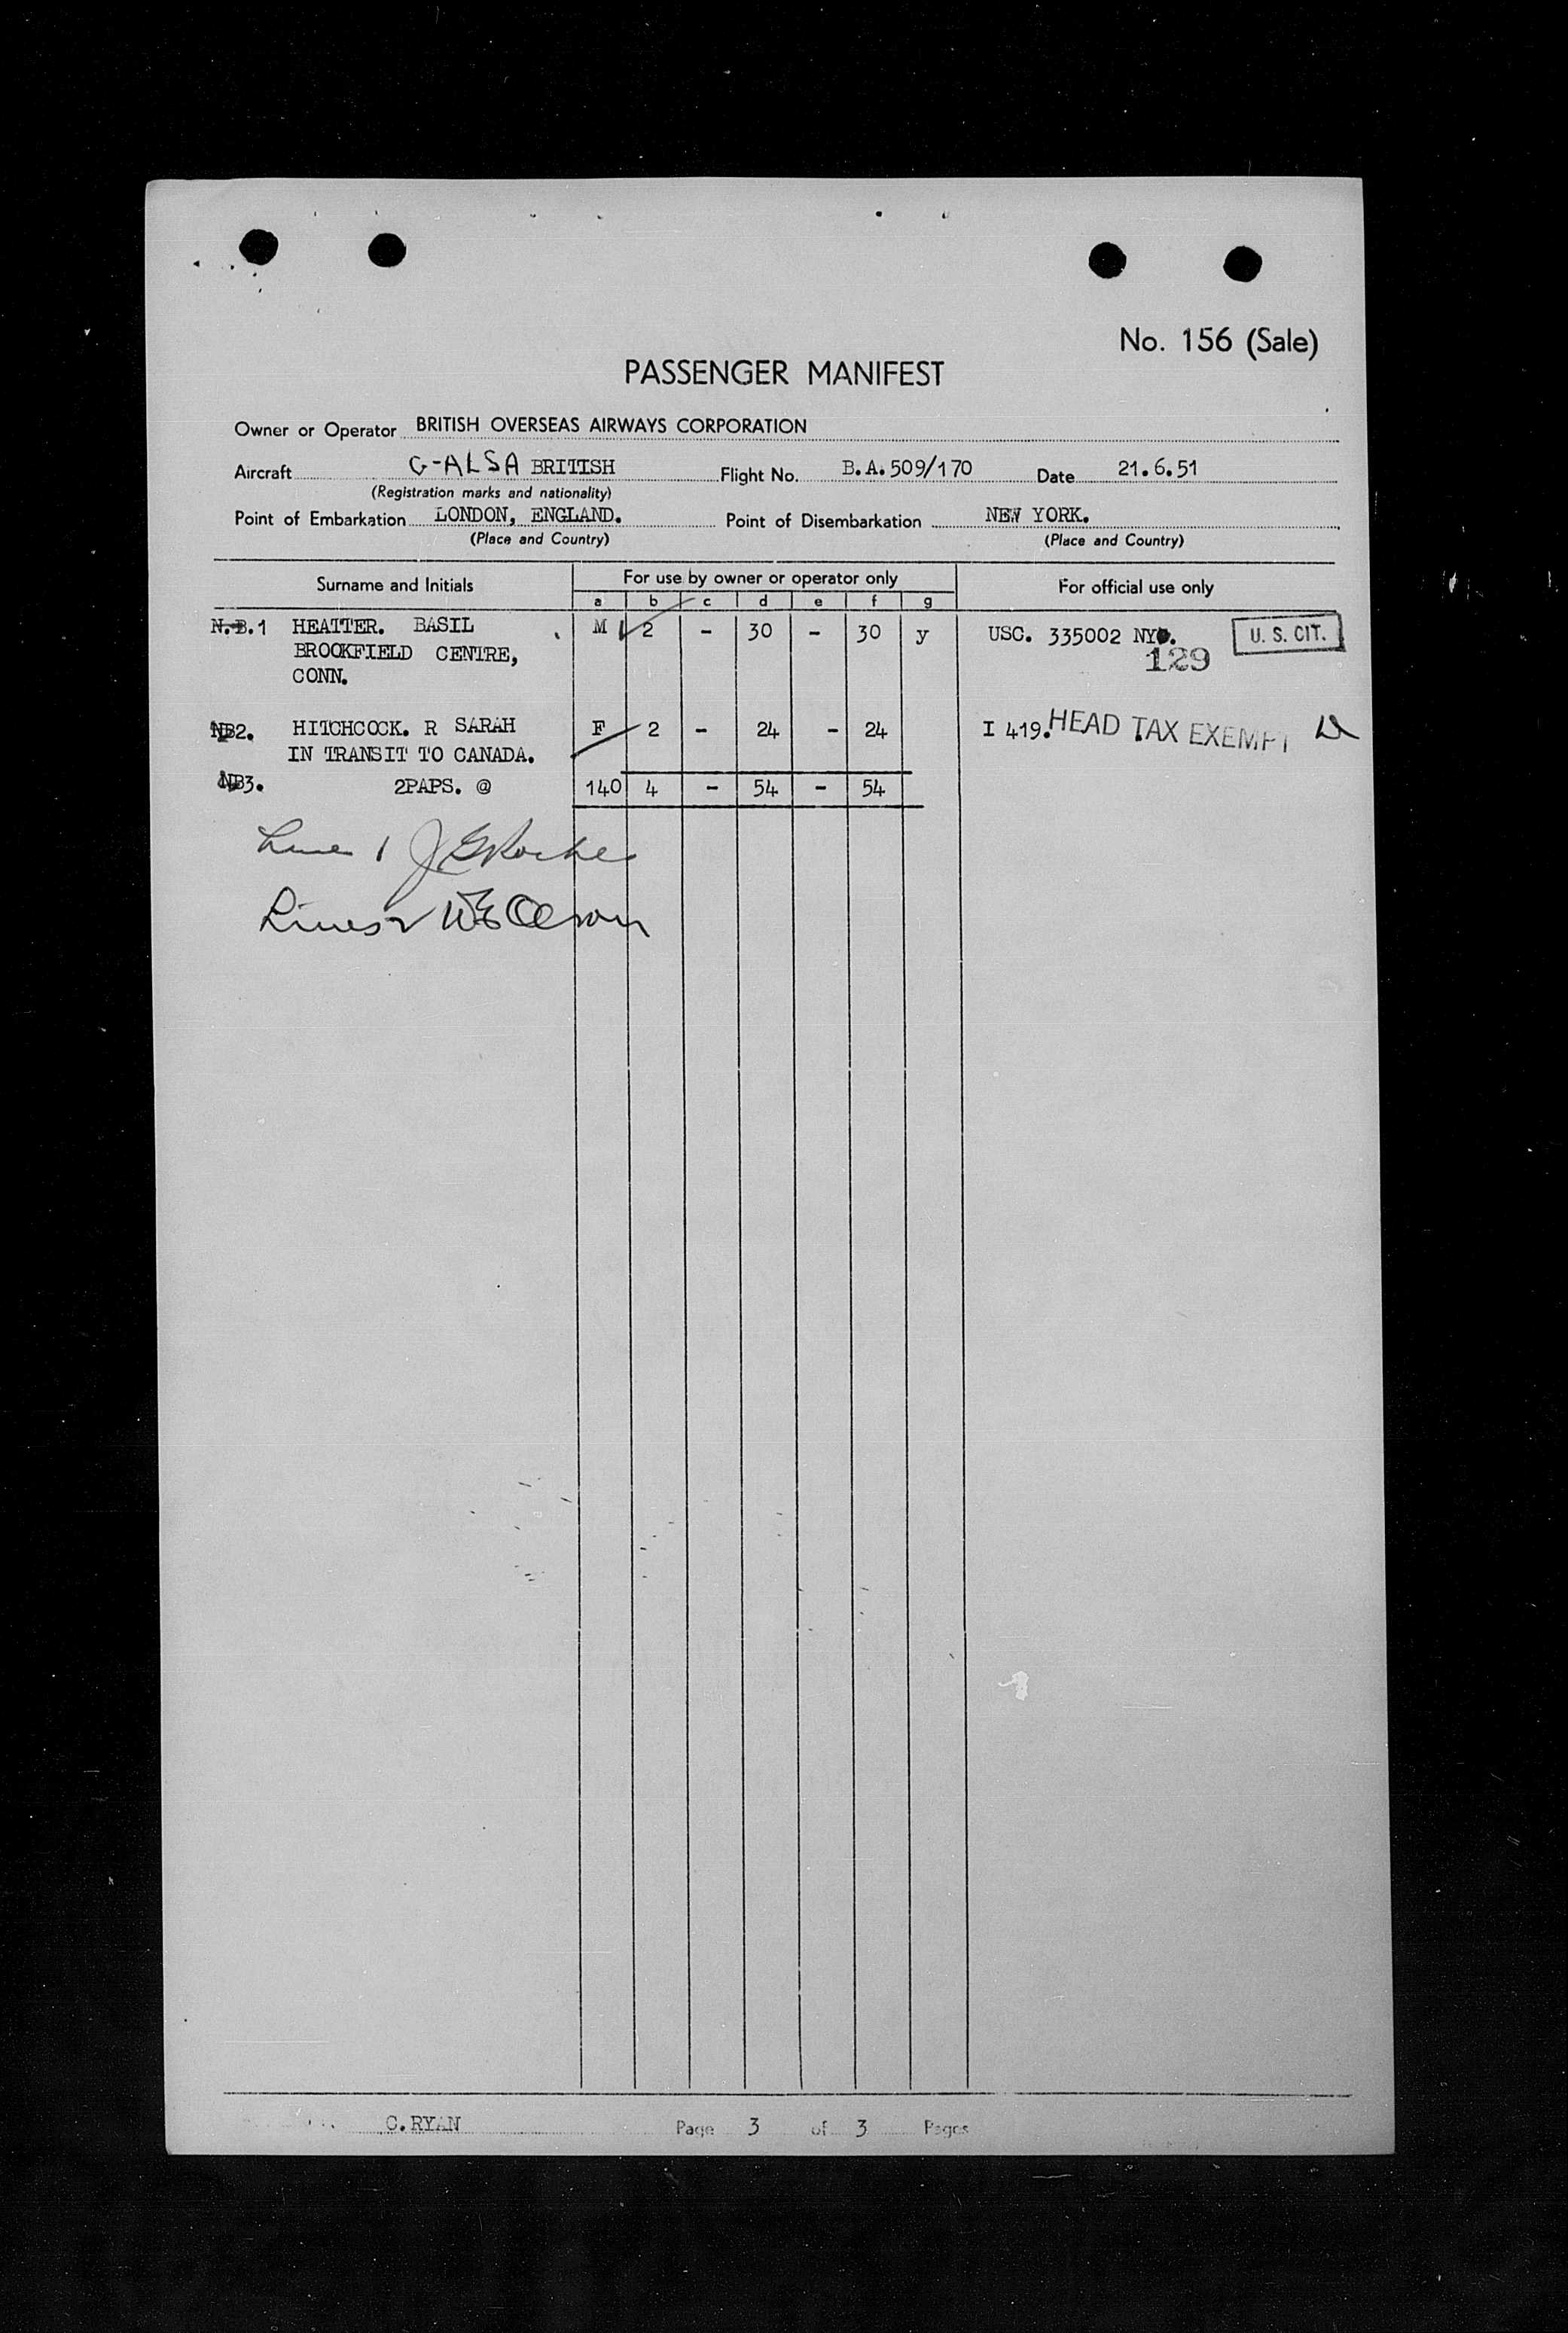 No. 156 (Sale)
PASSENGER MANIFEST
Owner or Operator BRITISH OVERSEAS AIRWAYS CORPORATION
Aircraft G-ALSA BRITISH Flight No. B.A.509/170 Date 21.6.51
(Registration marks and nationality)
Point of Embarkation LONDON, ENGLAND. Point of Disembarkation NEW YORK.
(Place and Country) (Place and Country)
Surname and Initials For use by owner or operator only For official use only
a b c d e f g
N.B.1 HEATTER. BASIL M 2 - 30 - 30 y USC. 335002 NYC. U. S. CIT.
BROOKFIELD CENTRE, 129
CONN.
NB2. HITCHCOCK. R SARAH F 2 - 24 - 24 I 419. HEAD TAX EXEMPT
IN TRANSIT TO CANADA.
NB3. 2PAPS. @ 140 4 - 54 - 54
Line 1
Lines 2
C.RYAN Page 3 of 3 Pages